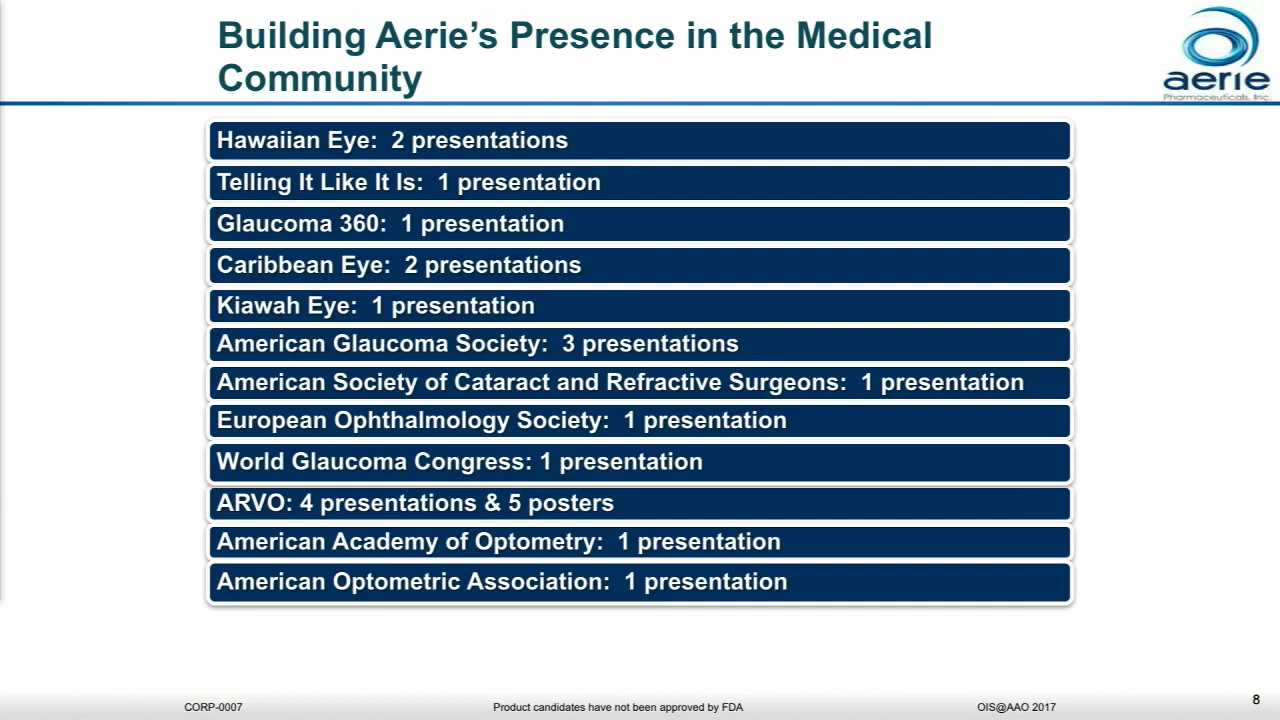 Building Aerie’s Presence in the Medical
Community
aerie
Pharmaceuticals, Inc.
Hawaiian Eye:  2 presentations
Telling It Like It Is:  1 presentation
Glaucoma 360:  1 presentation
Caribbean Eye:  2 presentations
Kiawah Eye:  1 presentation
American Glaucoma Society:  3 presentations
American Society of Cataract and Refractive Surgeons:  1 presentation
European Ophthalmology Society:  1 presentation
World Glaucoma Congress: 1 presentation
ARVO: 4 presentations & 5 posters
American Academy of Optometry:  1 presentation
American Optometric Association:  1 presentation
CORP-0007 Product candidates have not been approved by FDA OIS@AAO 2017 8